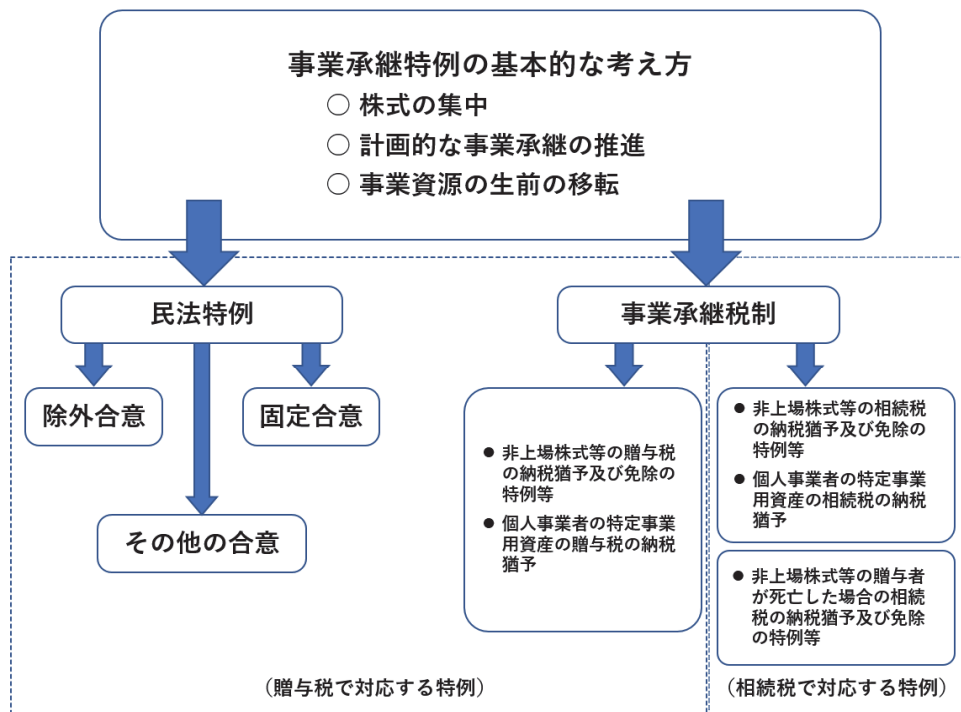 事業承継特例の基本的な考え方
○ 株式の集中
○ 計画的な事業承継の推進
○ 事業資源の生前の移転
民法特例
除外合意
固定合意
その他の合意
事業承継税制
● 非上場株式等の贈与税
の納税猶予及び免除の
特例等
● 個人事業者の特定事業
用資産の贈与税の納税
猶予
● 非上場株式等の相続税
の納税猶予及び免除の
特例等
● 個人事業者の特定事業
用資産の相続税の納税
猶予
● 非上場株式等の贈与者
が死亡した場合の相続
税の納税猶予及び免除
の特例等
（贈与税で対応する特例）
（相続税で対応する特例）